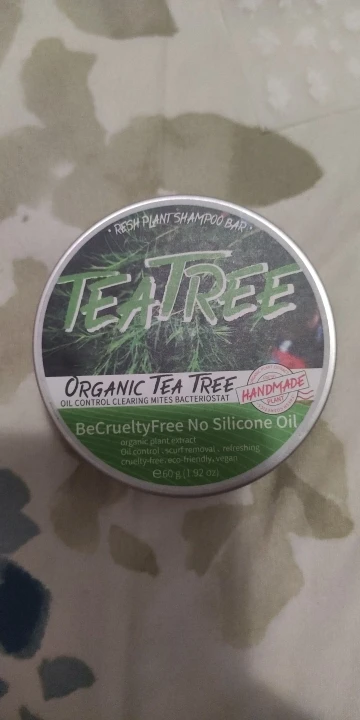 · RESH PLANT SHAMPOO BAR ·
TEATREE
ORGANIC TEA TREE
OIL CONTROL CLEARING MITES BACTERIOSTAT
HANDMADE
PLANT
BeCrueltyFree No Silicone Oil
organic plant extract
Oil control . scurf removal . refreshing
cruelty-free. eco-friendly, vegan
℮60 g (1.92 oz)